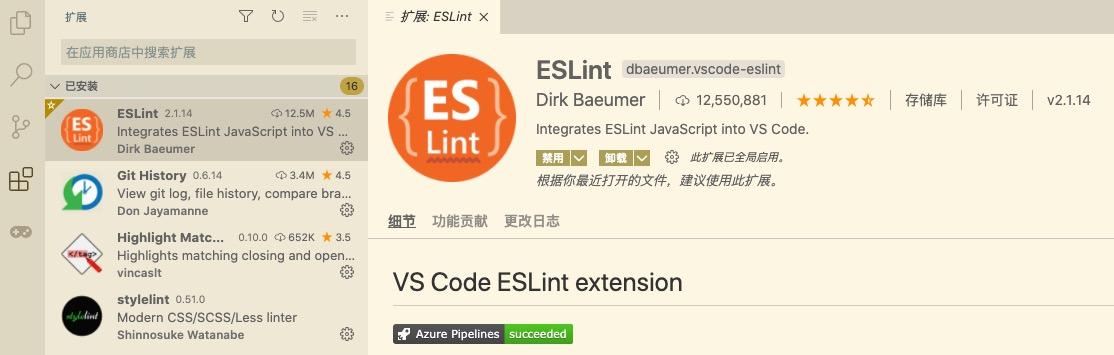 扩展
在应用商店中搜索扩展
已安装
16
ES
Lint
ESLint 2.1.14 12.5M 4.5
Integrates ESLint JavaScript into VS ...
Dirk Baeumer
Git History 0.6.14 3.4M 4.5
View git log, file history, compare bra...
Don Jayamanne
</tag>
Highlight Matc... 0.10.0 652K 3.5
Highlights matching closing and open...
vincaslt
stylelint
stylelint 0.51.0
Modern CSS/SCSS/Less linter
Shinnosuke Watanabe
扩展: ESLint
ES
Lint
ESLint dbaeumer.vscode-eslint
Dirk Baeumer 12,550,881 存储库 许可证 v2.1.14
Integrates ESLint JavaScript into VS Code.
禁用 卸载 此扩展已全局启用。
根据你最近打开的文件，建议使用此扩展。
细节 功能贡献 更改日志
VS Code ESLint extension
Azure Pipelines succeeded